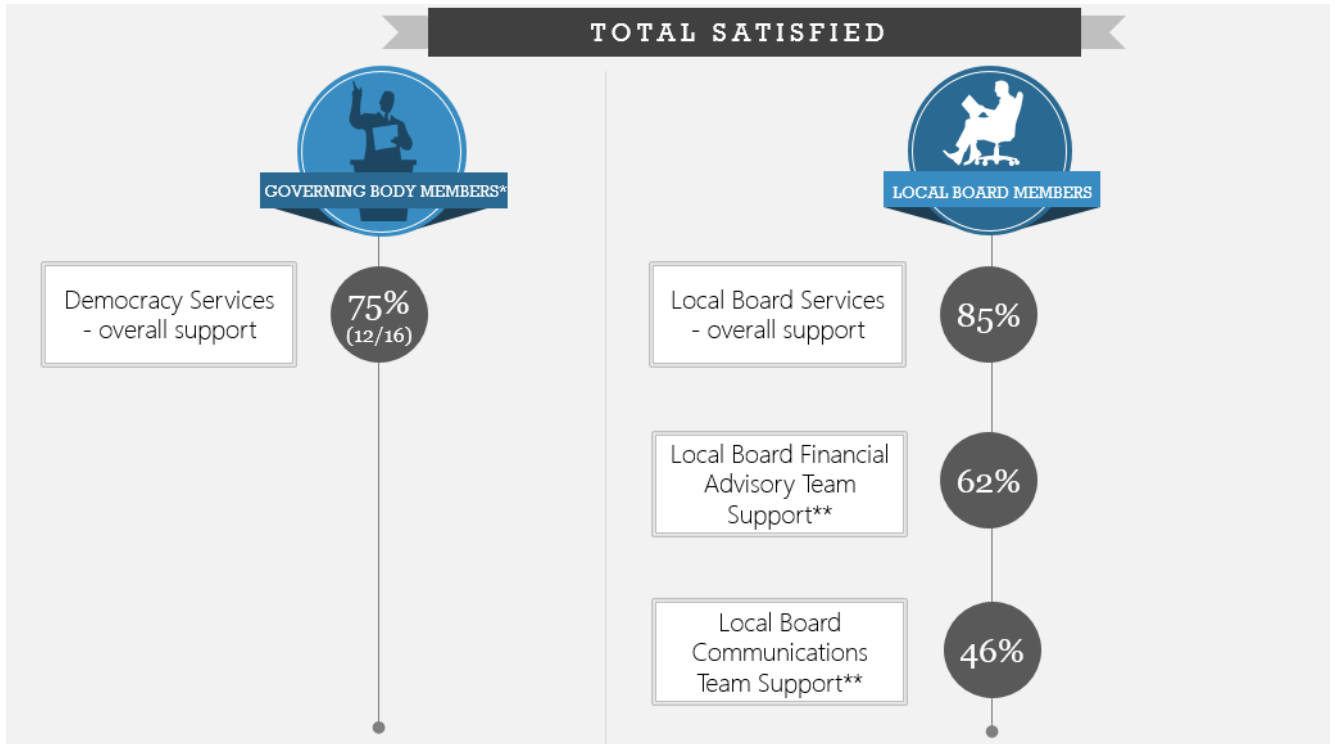 TOTAL SATISFIED
GOVERNING BODY MEMBERS*
Democracy Services
- overall support
75%
(12/16)
LOCAL BOARD MEMBERS
Local Board Services
- overall support
85%
Local Board Financial
Advisory Team
Support**
62%
Local Board
Communications
Team Support**
46%